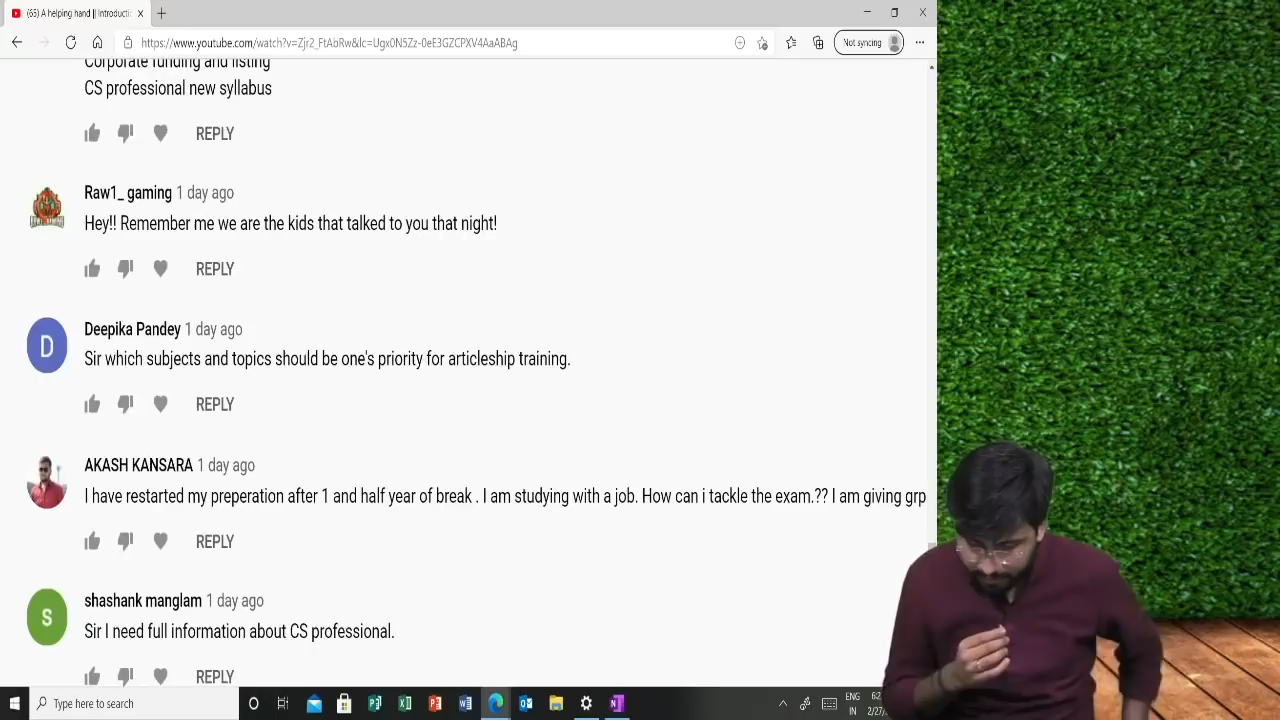 (65) A helping hand || Introducti
https://www.youtube.com/watch?v=Zjr2_FtAbRw&lc=Ugx0N5Zz-0eE3GZCPXV4AaABAg
Not syncing
Corporate funding and listing
CS professional new syllabus
REPLY
Raw1_ gaming 1 day ago
Hey!! Remember me we are the kids that talked to you that night!
REPLY
D
Deepika Pandey 1 day ago
Sir which subjects and topics should be one's priority for articleship training.
REPLY
AKASH KANSARA 1 day ago
I have restarted my preperation after 1 and half year of break . I am studying with a job. How can i tackle the exam.?? I am giving grp
REPLY
S
shashank manglam 1 day ago
Sir I need full information about CS professional.
REPLY
Type here to search
ENG
IN
6:2
2/27/